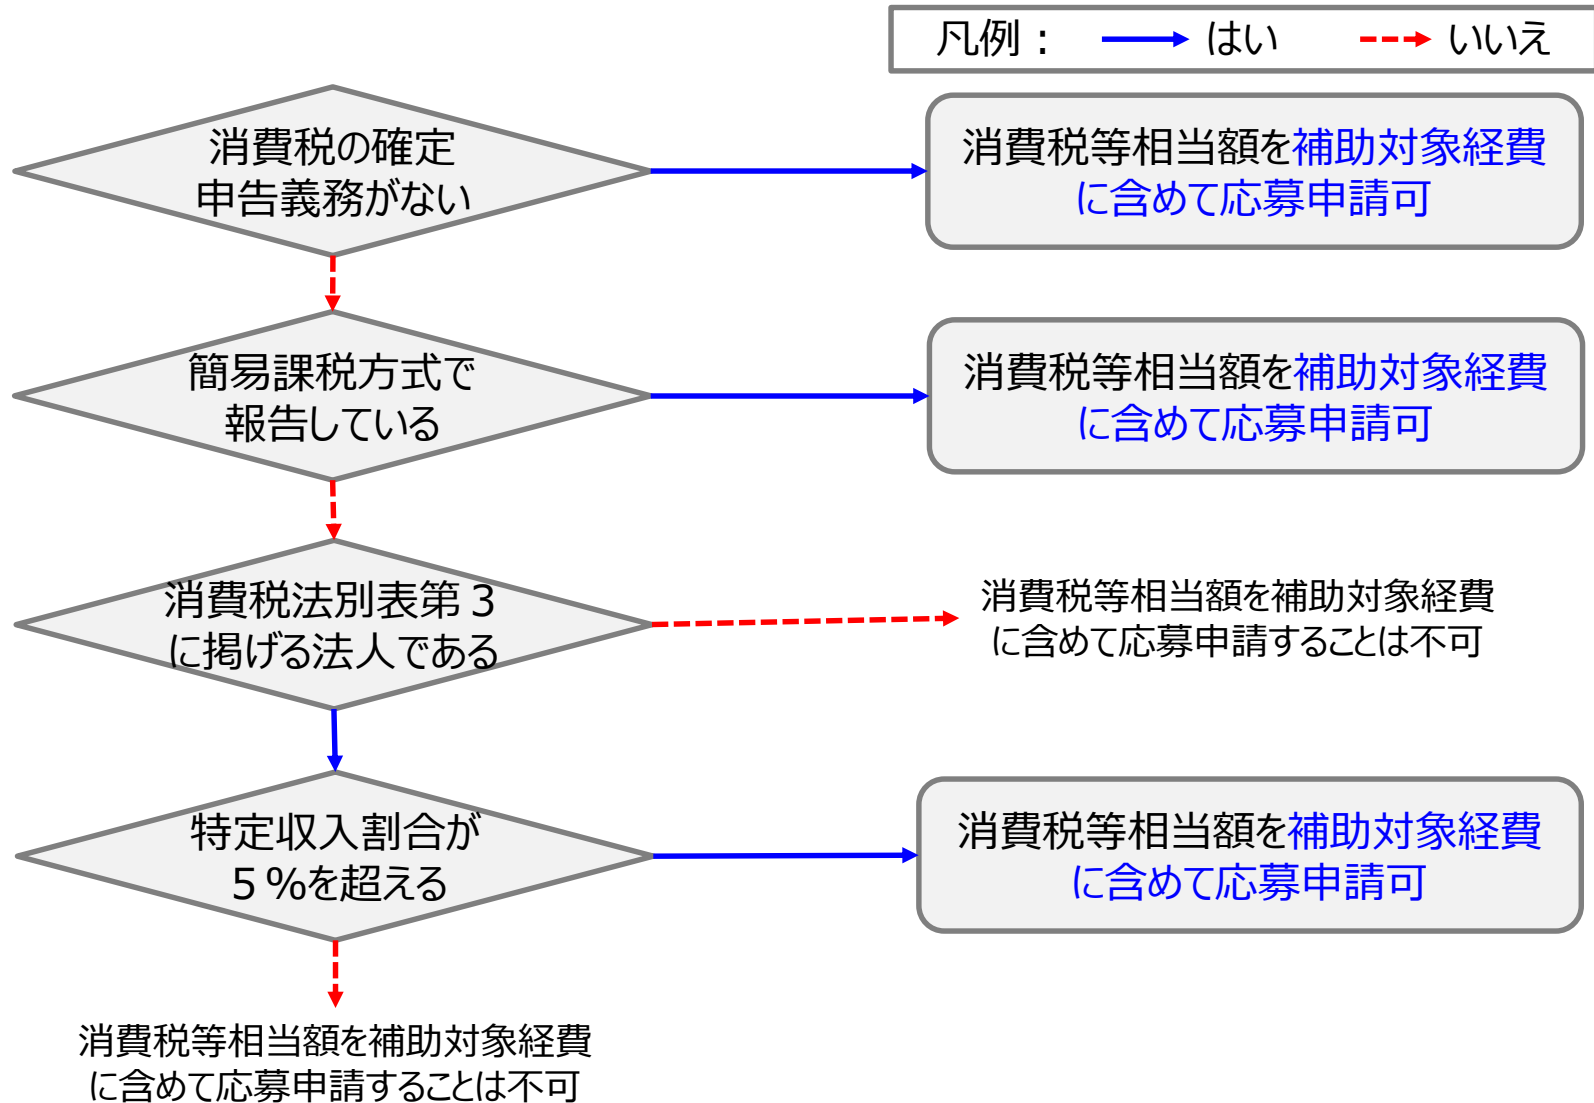 凡例： はい いいえ
消費税の確定
申告義務がない
消費税等相当額を補助対象経費
に含めて応募申請可
簡易課税方式で
報告している
消費税等相当額を補助対象経費
に含めて応募申請可
消費税法別表第３
に掲げる法人である
消費税等相当額を補助対象経費
に含めて応募申請することは不可
特定収入割合が
５％を超える
消費税等相当額を補助対象経費
に含めて応募申請可
消費税等相当額を補助対象経費
に含めて応募申請することは不可